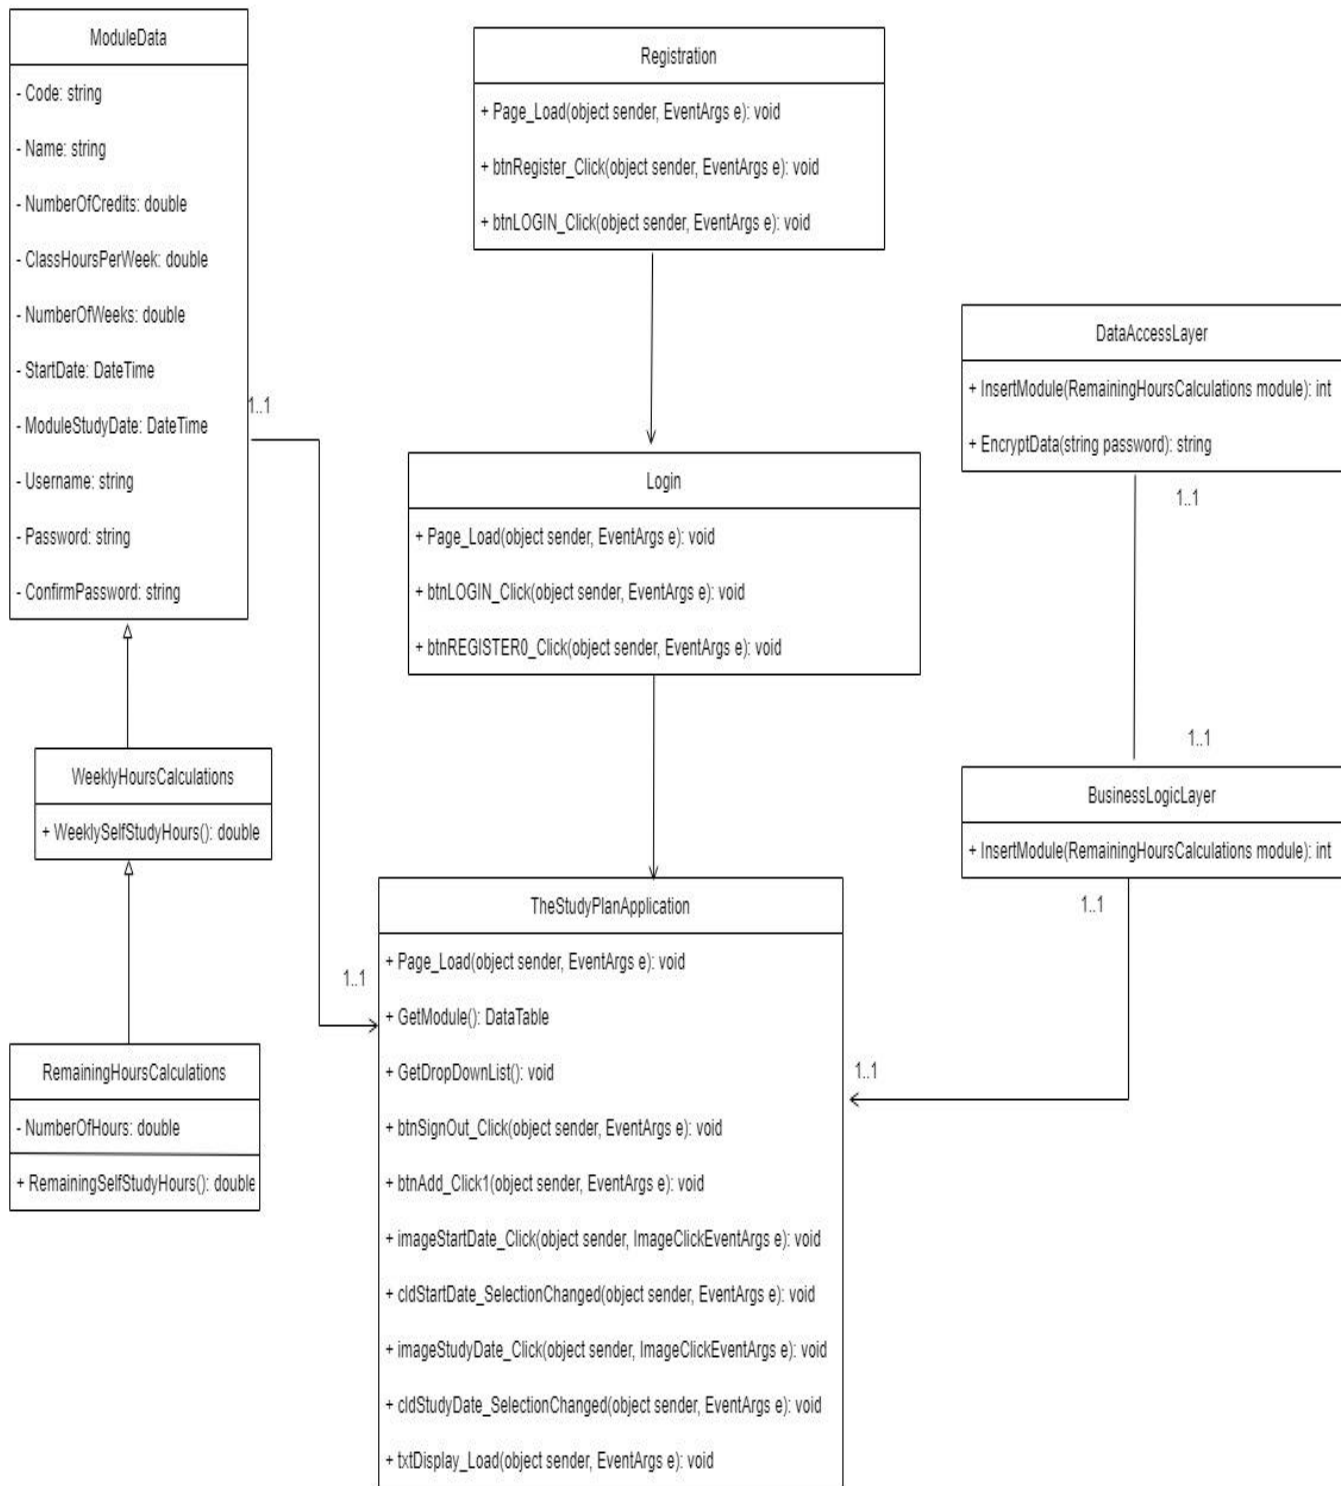 ModuleData
- Code: string
- Name: string
- NumberOfCredits: double
- ClassHoursPerWeek: double
- NumberOfWeeks: double
- StartDate: DateTime
- ModuleStudyDate: DateTime
- Username: string
- Password: string
- ConfirmPassword: string
1..1
WeeklyHoursCalculations
+ WeeklySelfStudyHours(): double
RemainingHoursCalculations
- NumberOfHours: double
+ RemainingSelfStudyHours(): double
Registration
+ Page_Load(object sender, EventArgs e): void
+ btnRegister_Click(object sender, EventArgs e): void
+ btnLOGIN_Click(object sender, EventArgs e): void
Login
+ Page_Load(object sender, EventArgs e): void
+ btnLOGIN_Click(object sender, EventArgs e): void
+ btnREGISTER0_Click(object sender, EventArgs e): void
1..1
TheStudyPlanApplication
+ Page_Load(object sender, EventArgs e): void
+ GetModule(): DataTable
+ GetDropDownList(): void
+ btnSignOut_Click(object sender, EventArgs e): void
+ btnAdd_Click1(object sender, EventArgs e): void
+ imageStartDate_Click(object sender, ImageClickEventArgs e): void
+ cldStartDate_SelectionChanged(object sender, EventArgs e): void
+ imageStudyDate_Click(object sender, ImageClickEventArgs e): void
+ cldStudyDate_SelectionChanged(object sender, EventArgs e): void
+ txtDisplay_Load(object sender, EventArgs e): void
DataAccessLayer
+ InsertModule(RemainingHoursCalculations module): int
+ EncryptData(string password): string
1..1
1..1
BusinessLogicLayer
+ InsertModule(RemainingHoursCalculations module): int
1..1
1..1